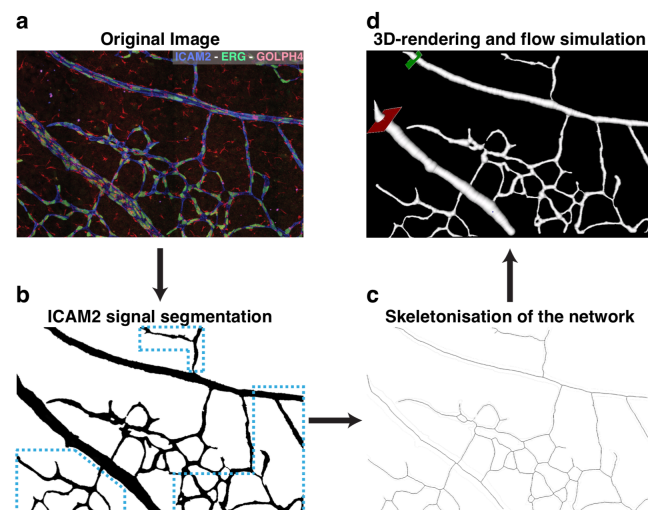 a
Original Image
ICAM2 - ERG - GOLPH4
b
ICAM2 signal segmentation
c
Skeletonisation of the network
d
3D-rendering and flow simulation